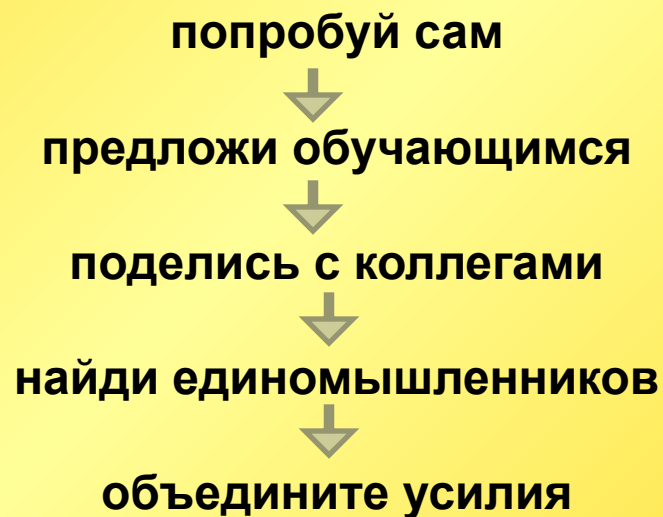 попробуй сам
предложи обучающимся
поделись с коллегами
найди единомышленников
объедините усилия